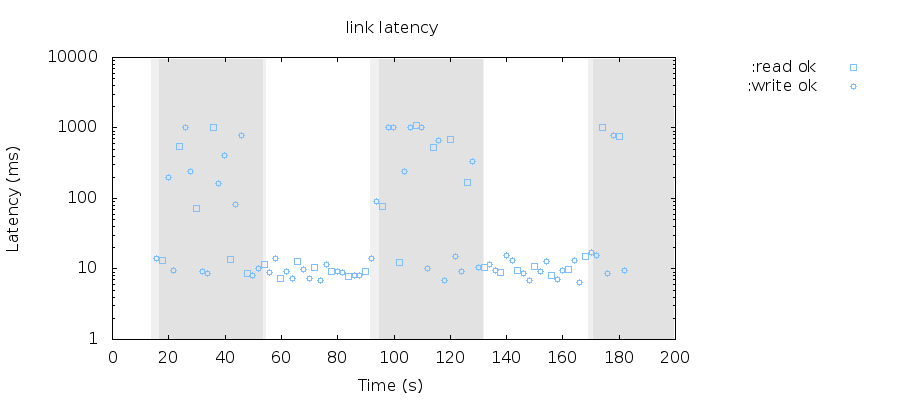 link latency
10000
1000
100
10
1
0 20 40 60 80 100 120 140 160 180 200
Latency (ms)
Time (s)
:read ok
:write ok